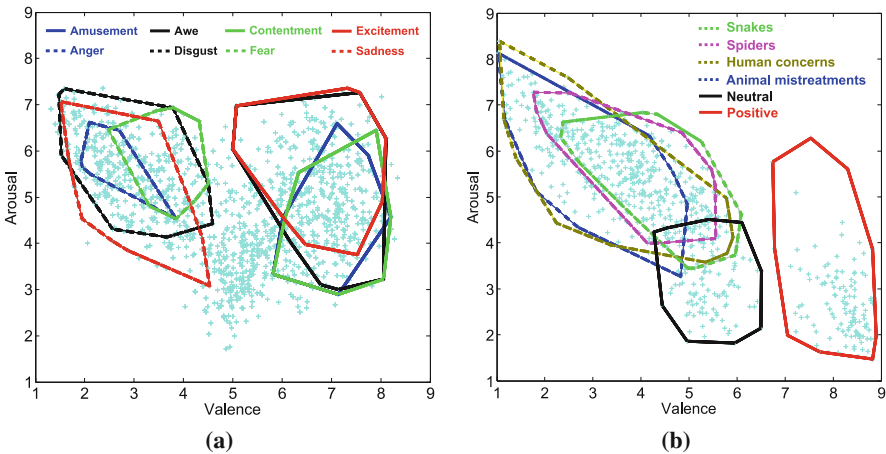 Amusement Awe Contentment Excitement
Anger Disgust Fear Sadness
9
8
7
6
5
4
3
2
1
Arousal
1 2 3 4 5 6 7 8 9
Valence
(a)
Snakes
Spiders
Human concerns
Animal mistreatments
Neutral
Positive
9
8
7
6
5
4
3
2
1
Arousal
1 2 3 4 5 6 7 8 9
Valence
(b)